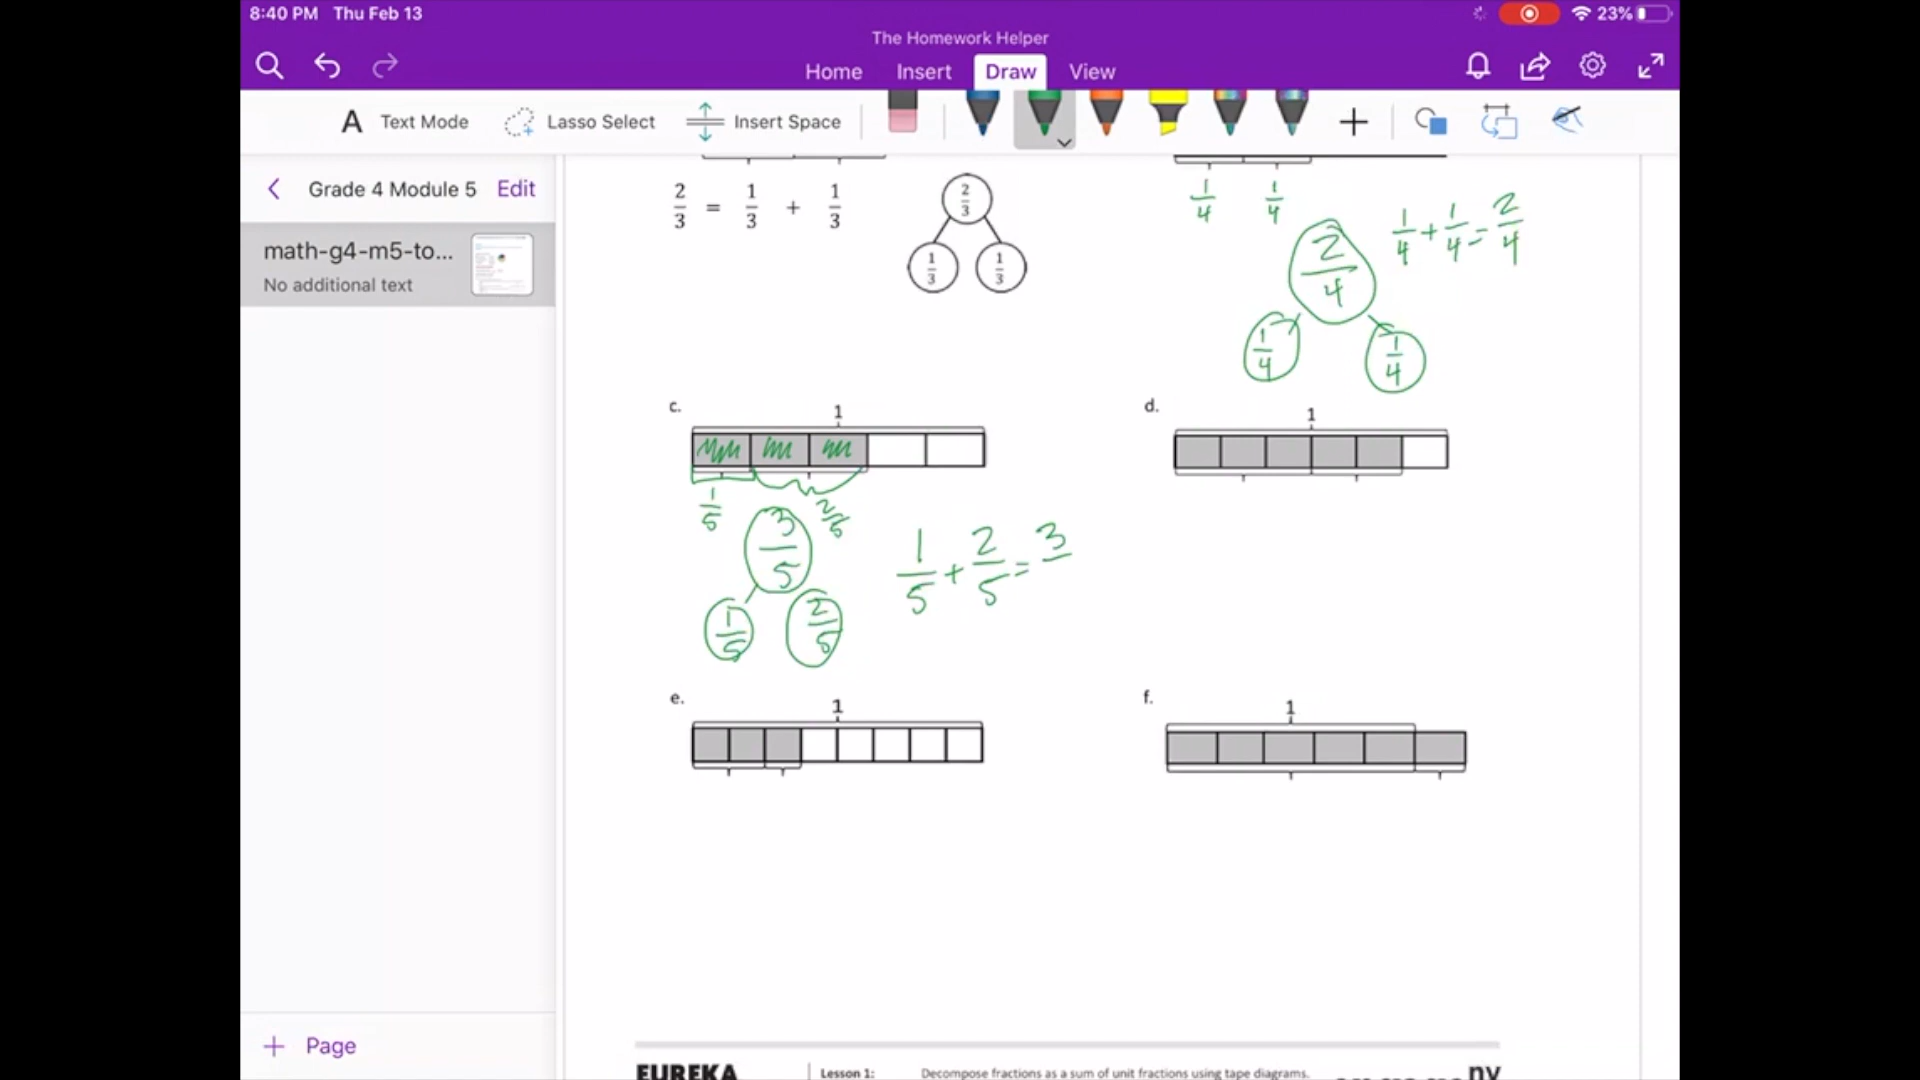 8:40 PM Thu Feb 13
23%
The Homework Helper
Home Insert Draw View
Text Mode Lasso Select Insert Space
Grade 4 Module 5 Edit
math-g4-m5-to...
No additional text
2/3 = 1/3 + 1/3
2/3
1/3 1/3
1/4 1/4
1/4 + 1/4 = 2/4
2/4
1/4 1/4
c. 1
d. 1
1/5 2/5
3/5
1/5 + 2/5 = 3
1/5 2/5
e. 1
f. 1
+ Page
EUREKA Lesson 1: Decompose fractions as a sum of unit fractions using tape diagrams.